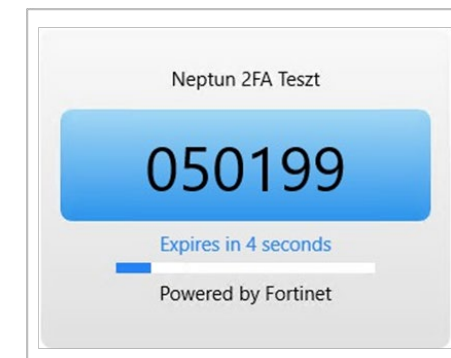 Neptun 2FA Teszt
050199
Expires in 4 seconds
Powered by Fortinet